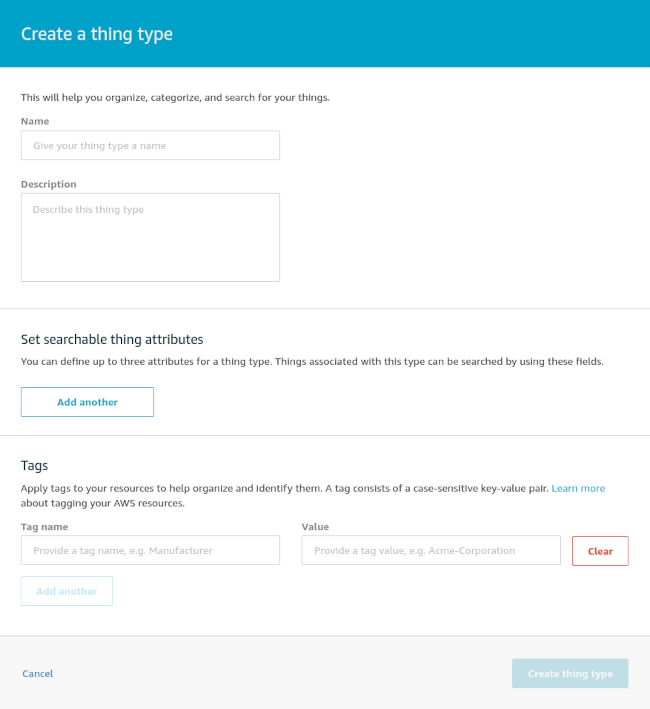 Create a thing type
This will help you organize, categorize, and search for your things.
Name
Give your thing type a name
Description
Describe this thing type
Set searchable thing attributes
You can define up to three attributes for a thing type. Things associated with this type can be searched by using these fields.
Add another
Tags
Apply tags to your resources to help organize and identify them. A tag consists of a case-sensitive key-value pair. Learn more
about tagging your AWS resources.
Tag name
Value
Provide a tag name, e.g. Manufacturer
Provide a tag value, e.g. Acme-Corporation
Clear
Add another
Cancel
Create thing type